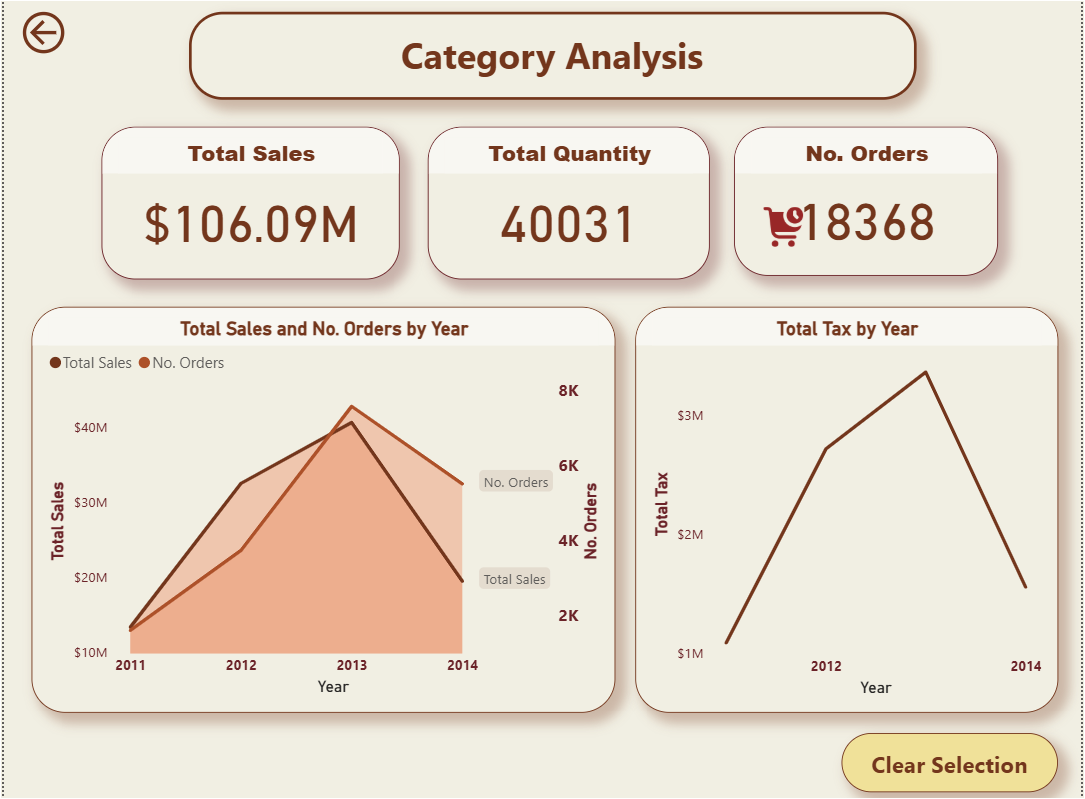 Category Analysis
Total Sales
$106.09M
Total Quantity
40031
No. Orders
18368
Total Sales and No. Orders by Year
Total Sales No. Orders
Total Sales
$40M
$30M
$20M
$10M
8K
6K
4K
2K
No. Orders
No. Orders
Total Sales
2011 2012 2013 2014
Year
Total Tax by Year
Total Tax
$3M
$2M
$1M
2012 2014
Year
Clear Selection